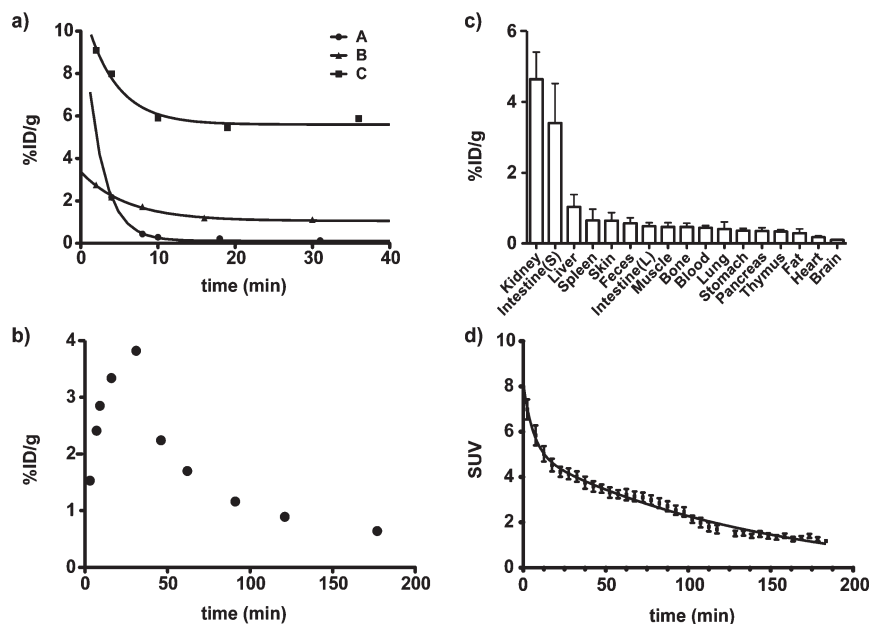 a)
10
8
6
4
2
0
%ID/g
0 10 20 30 40
time (min)
A
B
C
c)
6
4
2
0
%ID/g
Kidney
Intestine(S)
Liver
Spleen
Skin
Feces
Intestine(L)
Muscle
Bone
Blood
Lung
Stomach
Pancreas
Thymus
Fat
Heart
Brain
b)
4
3
2
1
0
%ID/g
0 50 100 150 200
time (min)
d)
10
8
6
4
2
0
SUV
0 50 100 150 200
time (min)